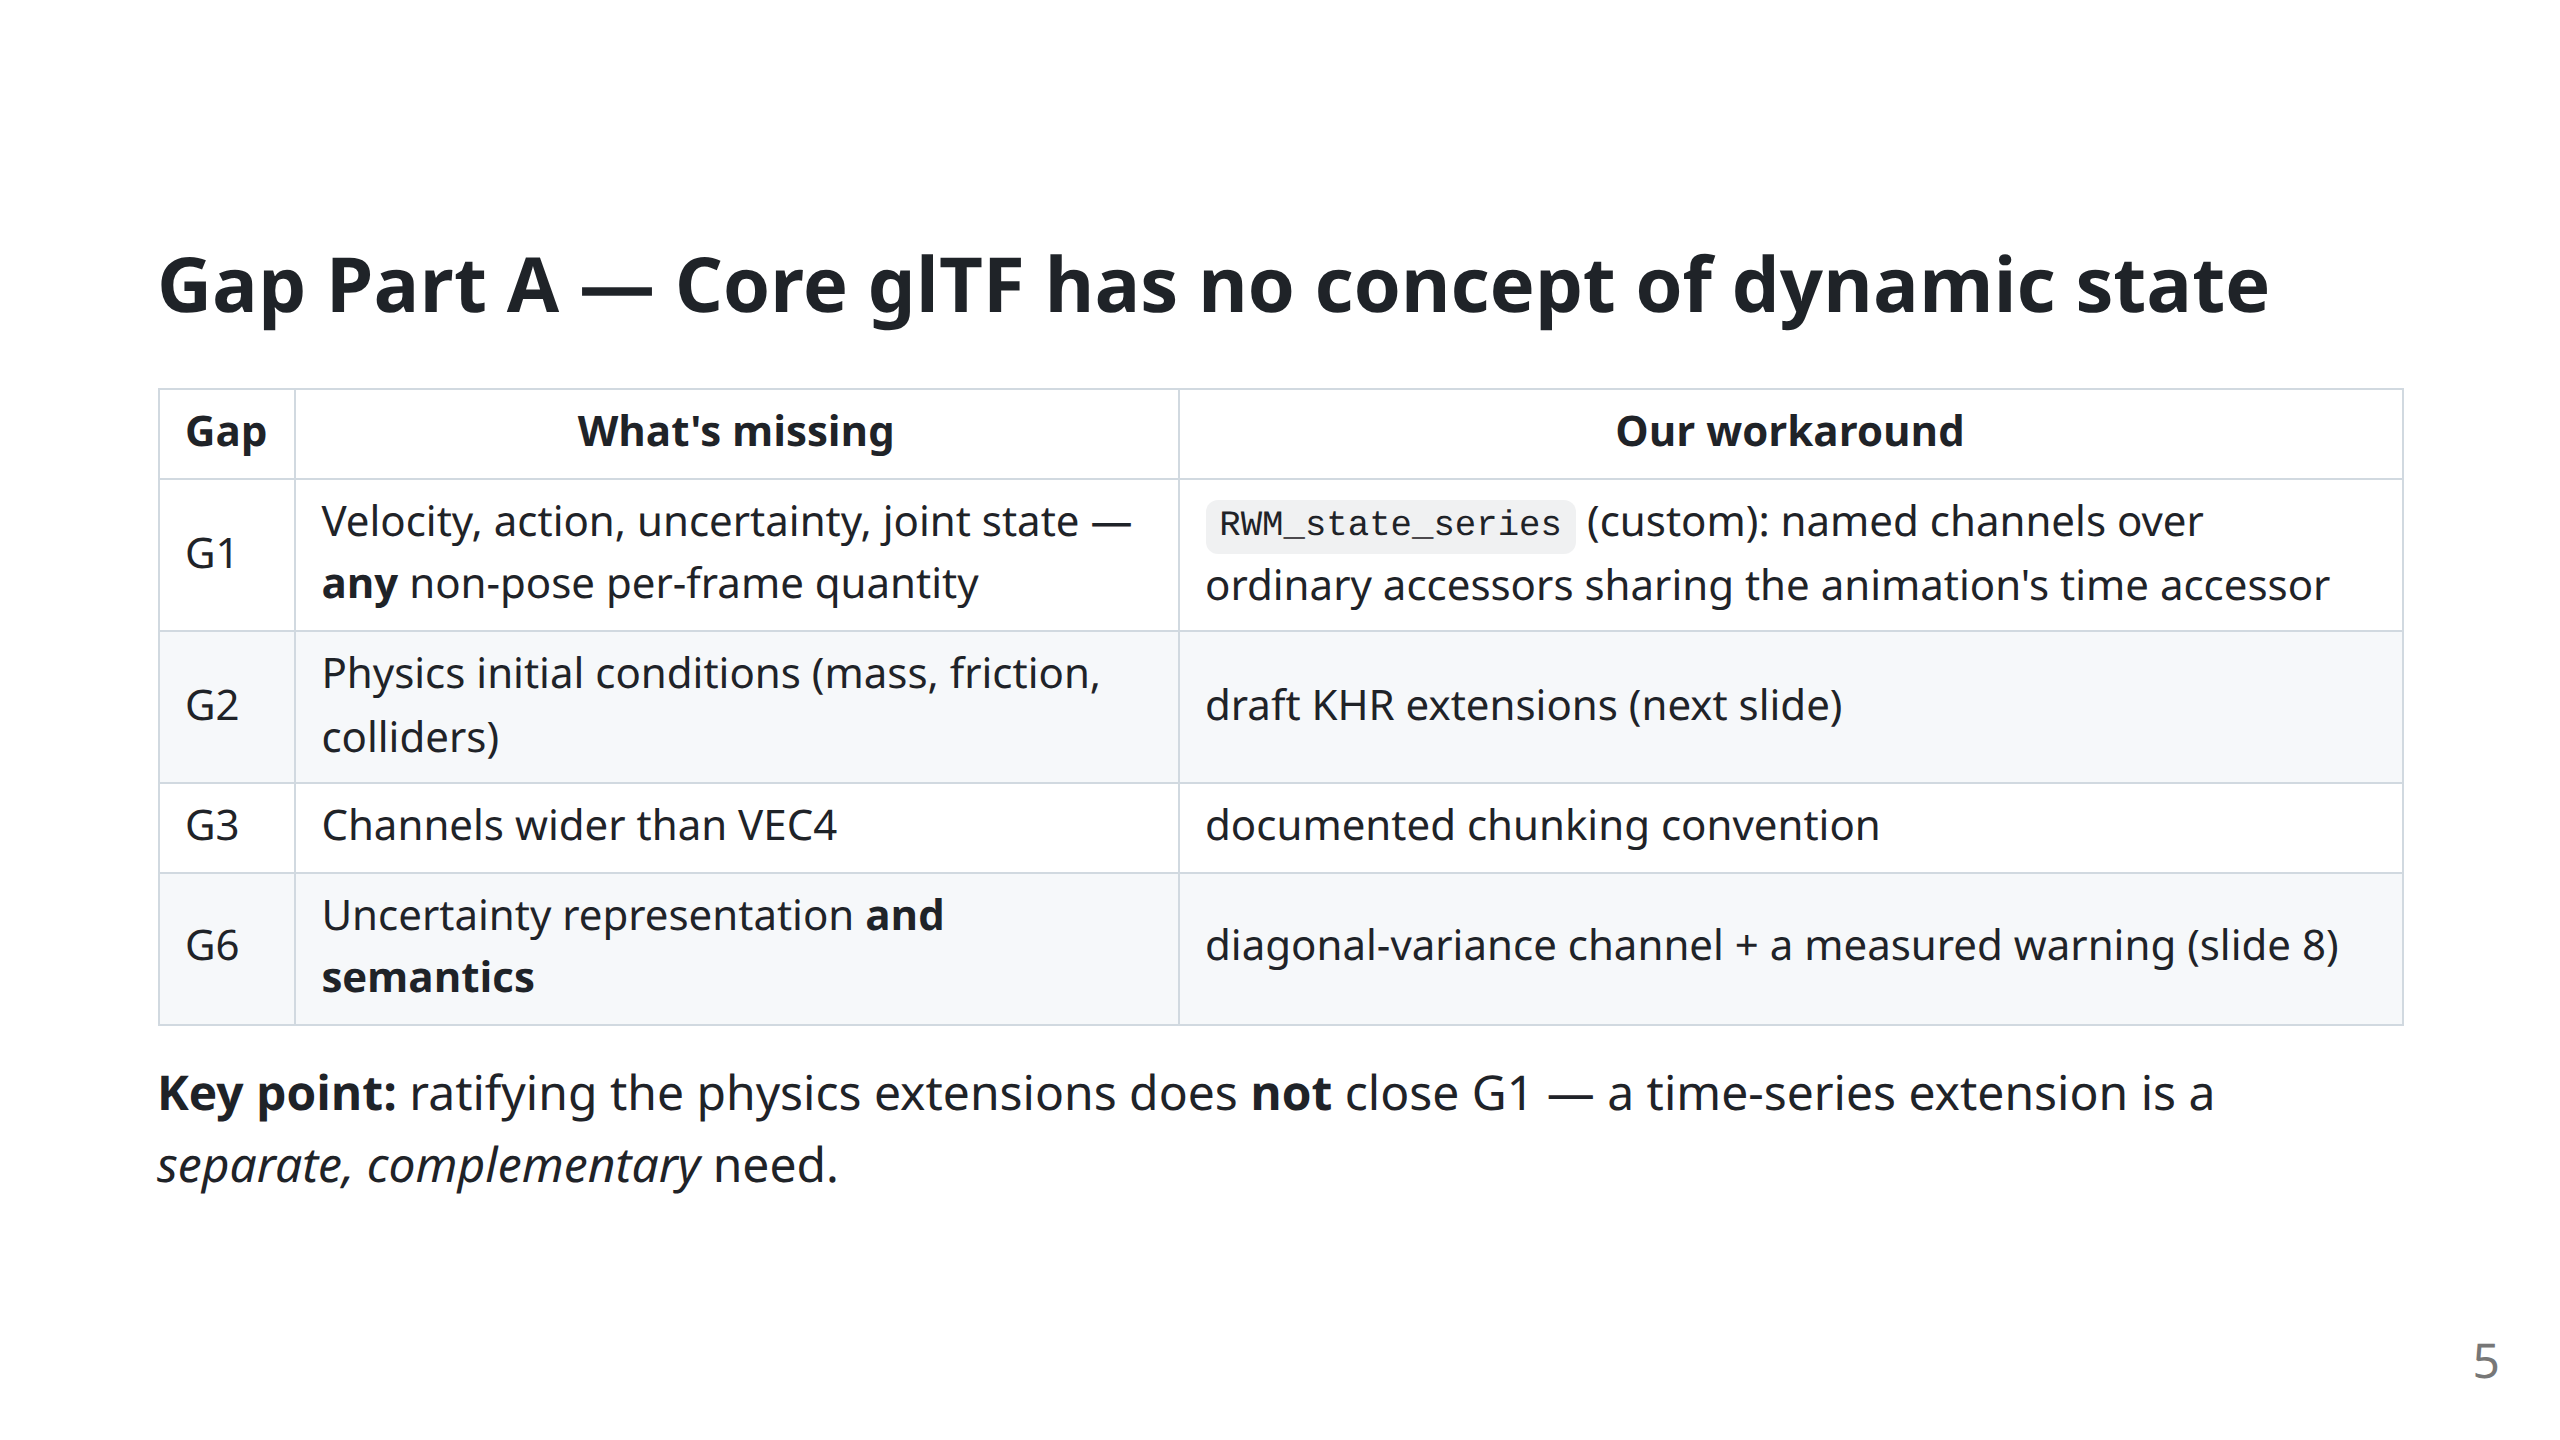 Gap Part A — Core glTF has no concept of dynamic state
Gap
What's missing
Our workaround
G1
Velocity, action, uncertainty, joint state —
any non-pose per-frame quantity
RWM_state_series (custom): named channels over
ordinary accessors sharing the animation's time accessor
G2
Physics initial conditions (mass, friction,
colliders)
draft KHR extensions (next slide)
G3
Channels wider than VEC4
documented chunking convention
G6
Uncertainty representation and
semantics
diagonal-variance channel + a measured warning (slide 8)
Key point: ratifying the physics extensions does not close G1 — a time-series extension is a
separate, complementary need.
5